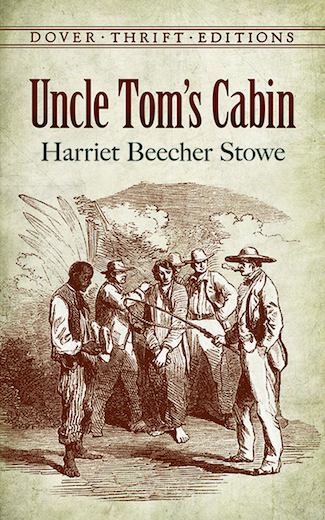 DOVER · THRIFT · EDITIONS
Uncle Tom's Cabin
Harriet Beecher Stowe